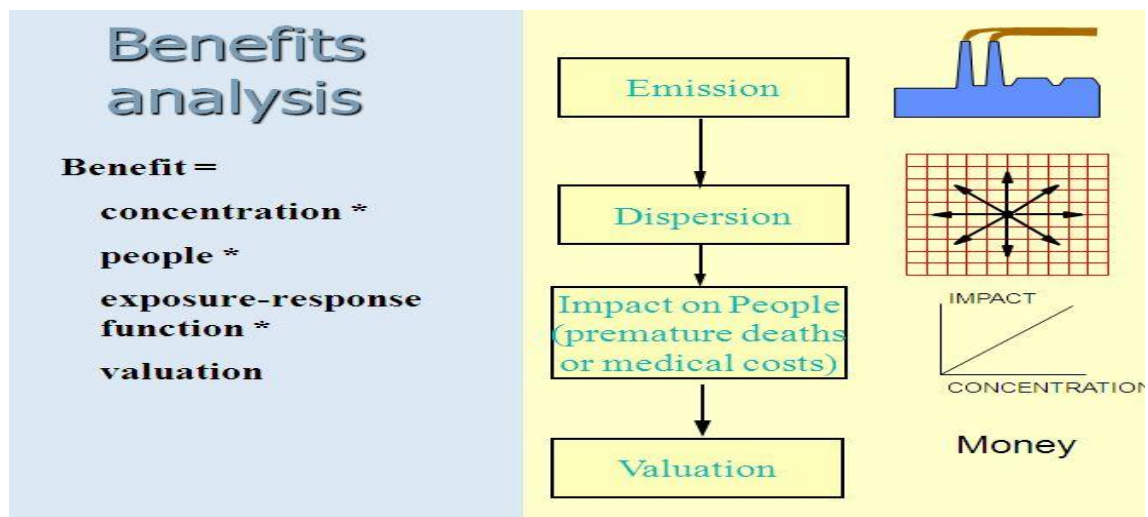 Benefits
analysis
Benefit =
concentration *
people *
exposure-response
function *
valuation
Emission
Dispersion
Impact on People
(premature deaths
or medical costs)
Valuation
IMPACT
CONCENTRATION
Money